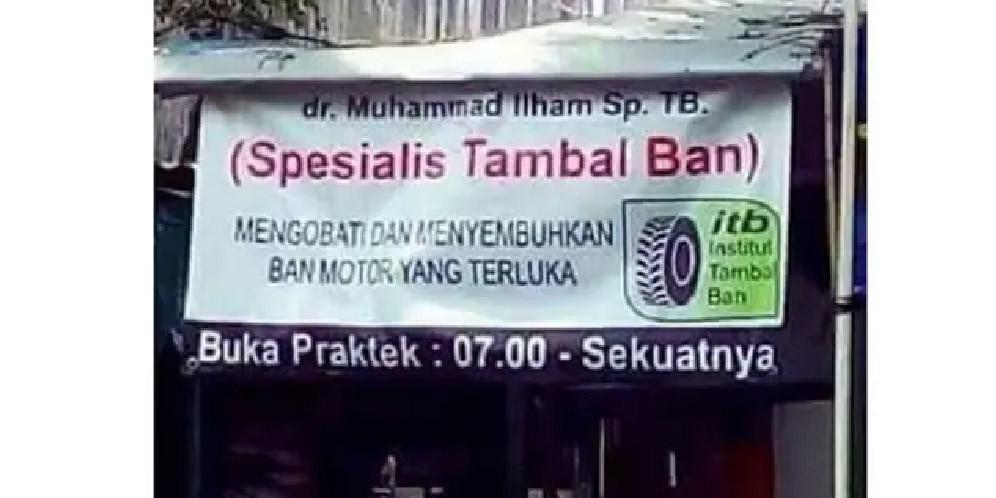 dr. Muhammad Ilham Sp. TB.
(Spesialis Tambal Ban)
MENGOBATI DAN MENYEMBUHKAN
BAN MOTOR YANG TERLUKA
itb
Institut
Tambal
Ban
Buka Praktek : 07.00 - Sekuatnya